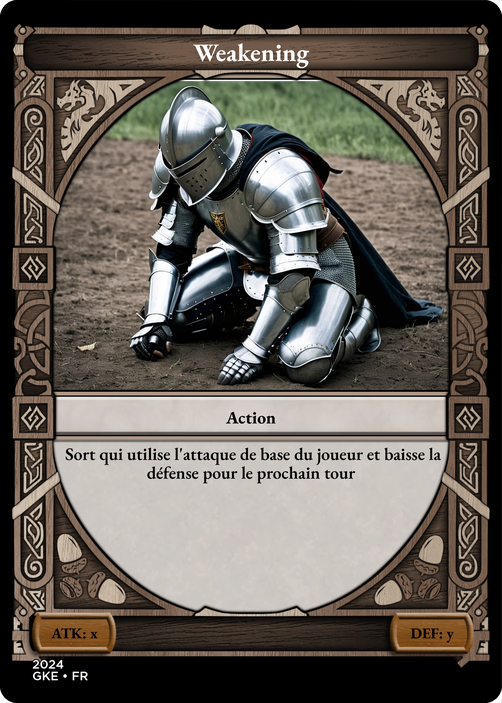 Weakening
Action
Sort qui utilise l'attaque de base du joueur et baisse la
défense pour le prochain tour
ATK: x
DEF: y
2024
GKE • FR